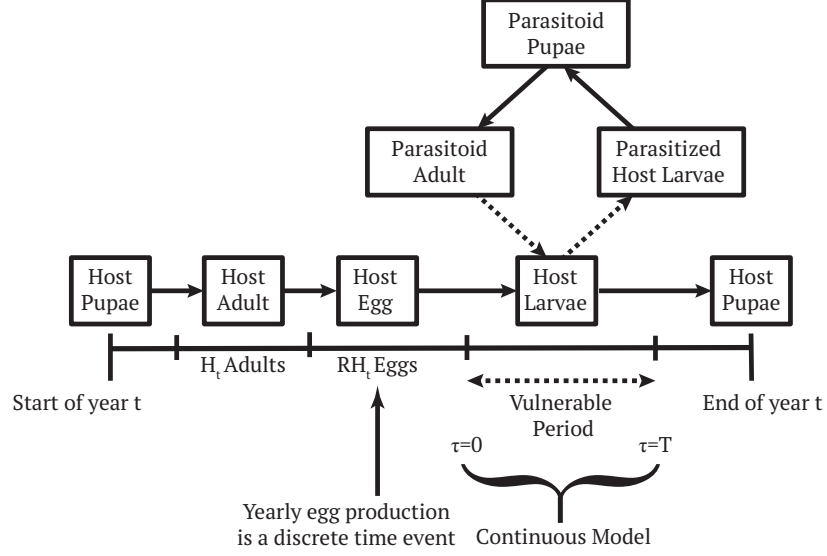 Parasitoid
Pupae
Parasitoid
Adult
Parasitized
Host Larvae
Host
Pupae
Host
Adult
Host
Egg
Host
Larvae
Host
Pupae
Hₜ Adults
RHₜ Eggs
Start of year t
Vulnerable
Period
End of year t
τ=0
τ=T
Yearly egg production
is a discrete time event
Continuous Model